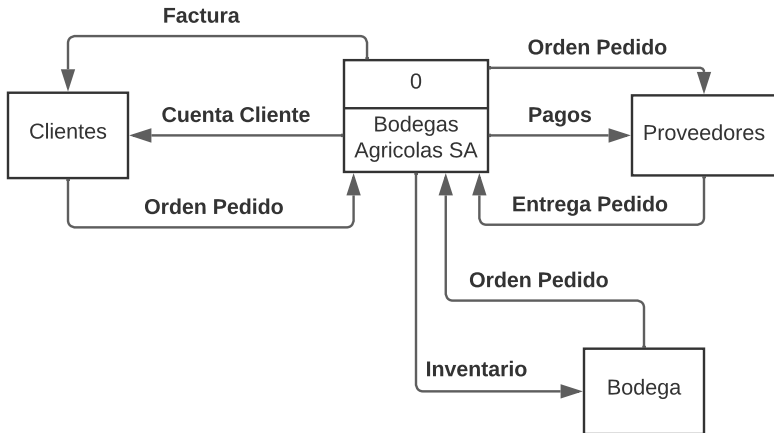 Factura
Orden Pedido
0
Cuenta Cliente
Pagos
Clientes
Bodegas
Agricolas SA
Proveedores
Orden Pedido
Entrega Pedido
Orden Pedido
Inventario
Bodega